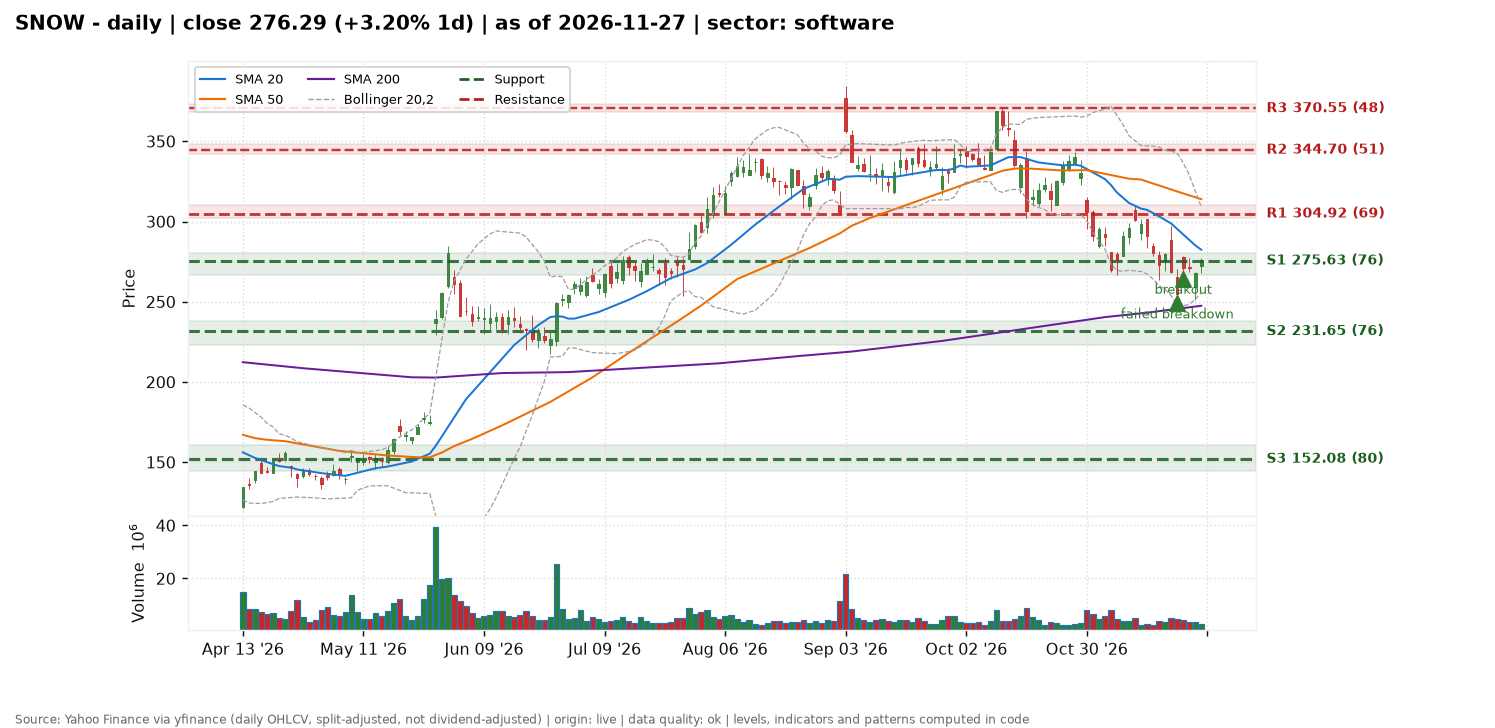 SNOW - daily | close 276.29 (+3.20% 1d) | as of 2026-11-27 | sector: software
SMA 20
SMA 50
SMA 200
Bollinger 20,2
Support
Resistance
R3 370.55 (48)
R2 344.70 (51)
R1 304.92 (69)
S1 275.63 (76)
S2 231.65 (76)
S3 152.08 (80)
breakout
failed breakdown
Price
350
300
250
200
150
Volume 10⁶
40
20
Apr 13 '26
May 11 '26
Jun 09 '26
Jul 09 '26
Aug 06 '26
Sep 03 '26
Oct 02 '26
Oct 30 '26
Source: Yahoo Finance via yfinance (daily OHLCV, split-adjusted, not dividend-adjusted) | origin: live | data quality: ok | levels, indicators and patterns computed in code